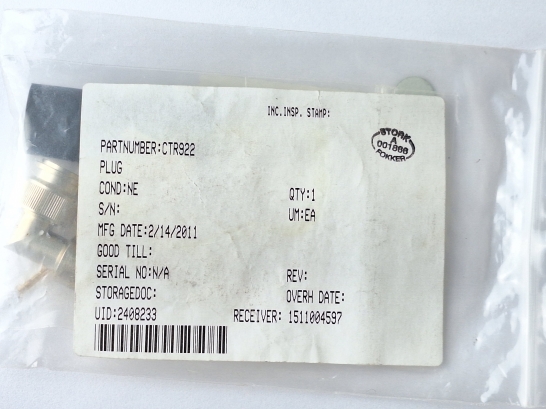 INC.INSP. STAMP:
STORK
A
001808
FOKKER
PARTNUMBER:CTR922
PLUG
COND:NE QTY:1
S/N: UM:EA
MFG DATE:2/14/2011
GOOD TILL:
SERIAL NO:N/A REV:
STORAGEDOC: OVERH DATE:
UID:2408233 RECEIVER: 1511004597